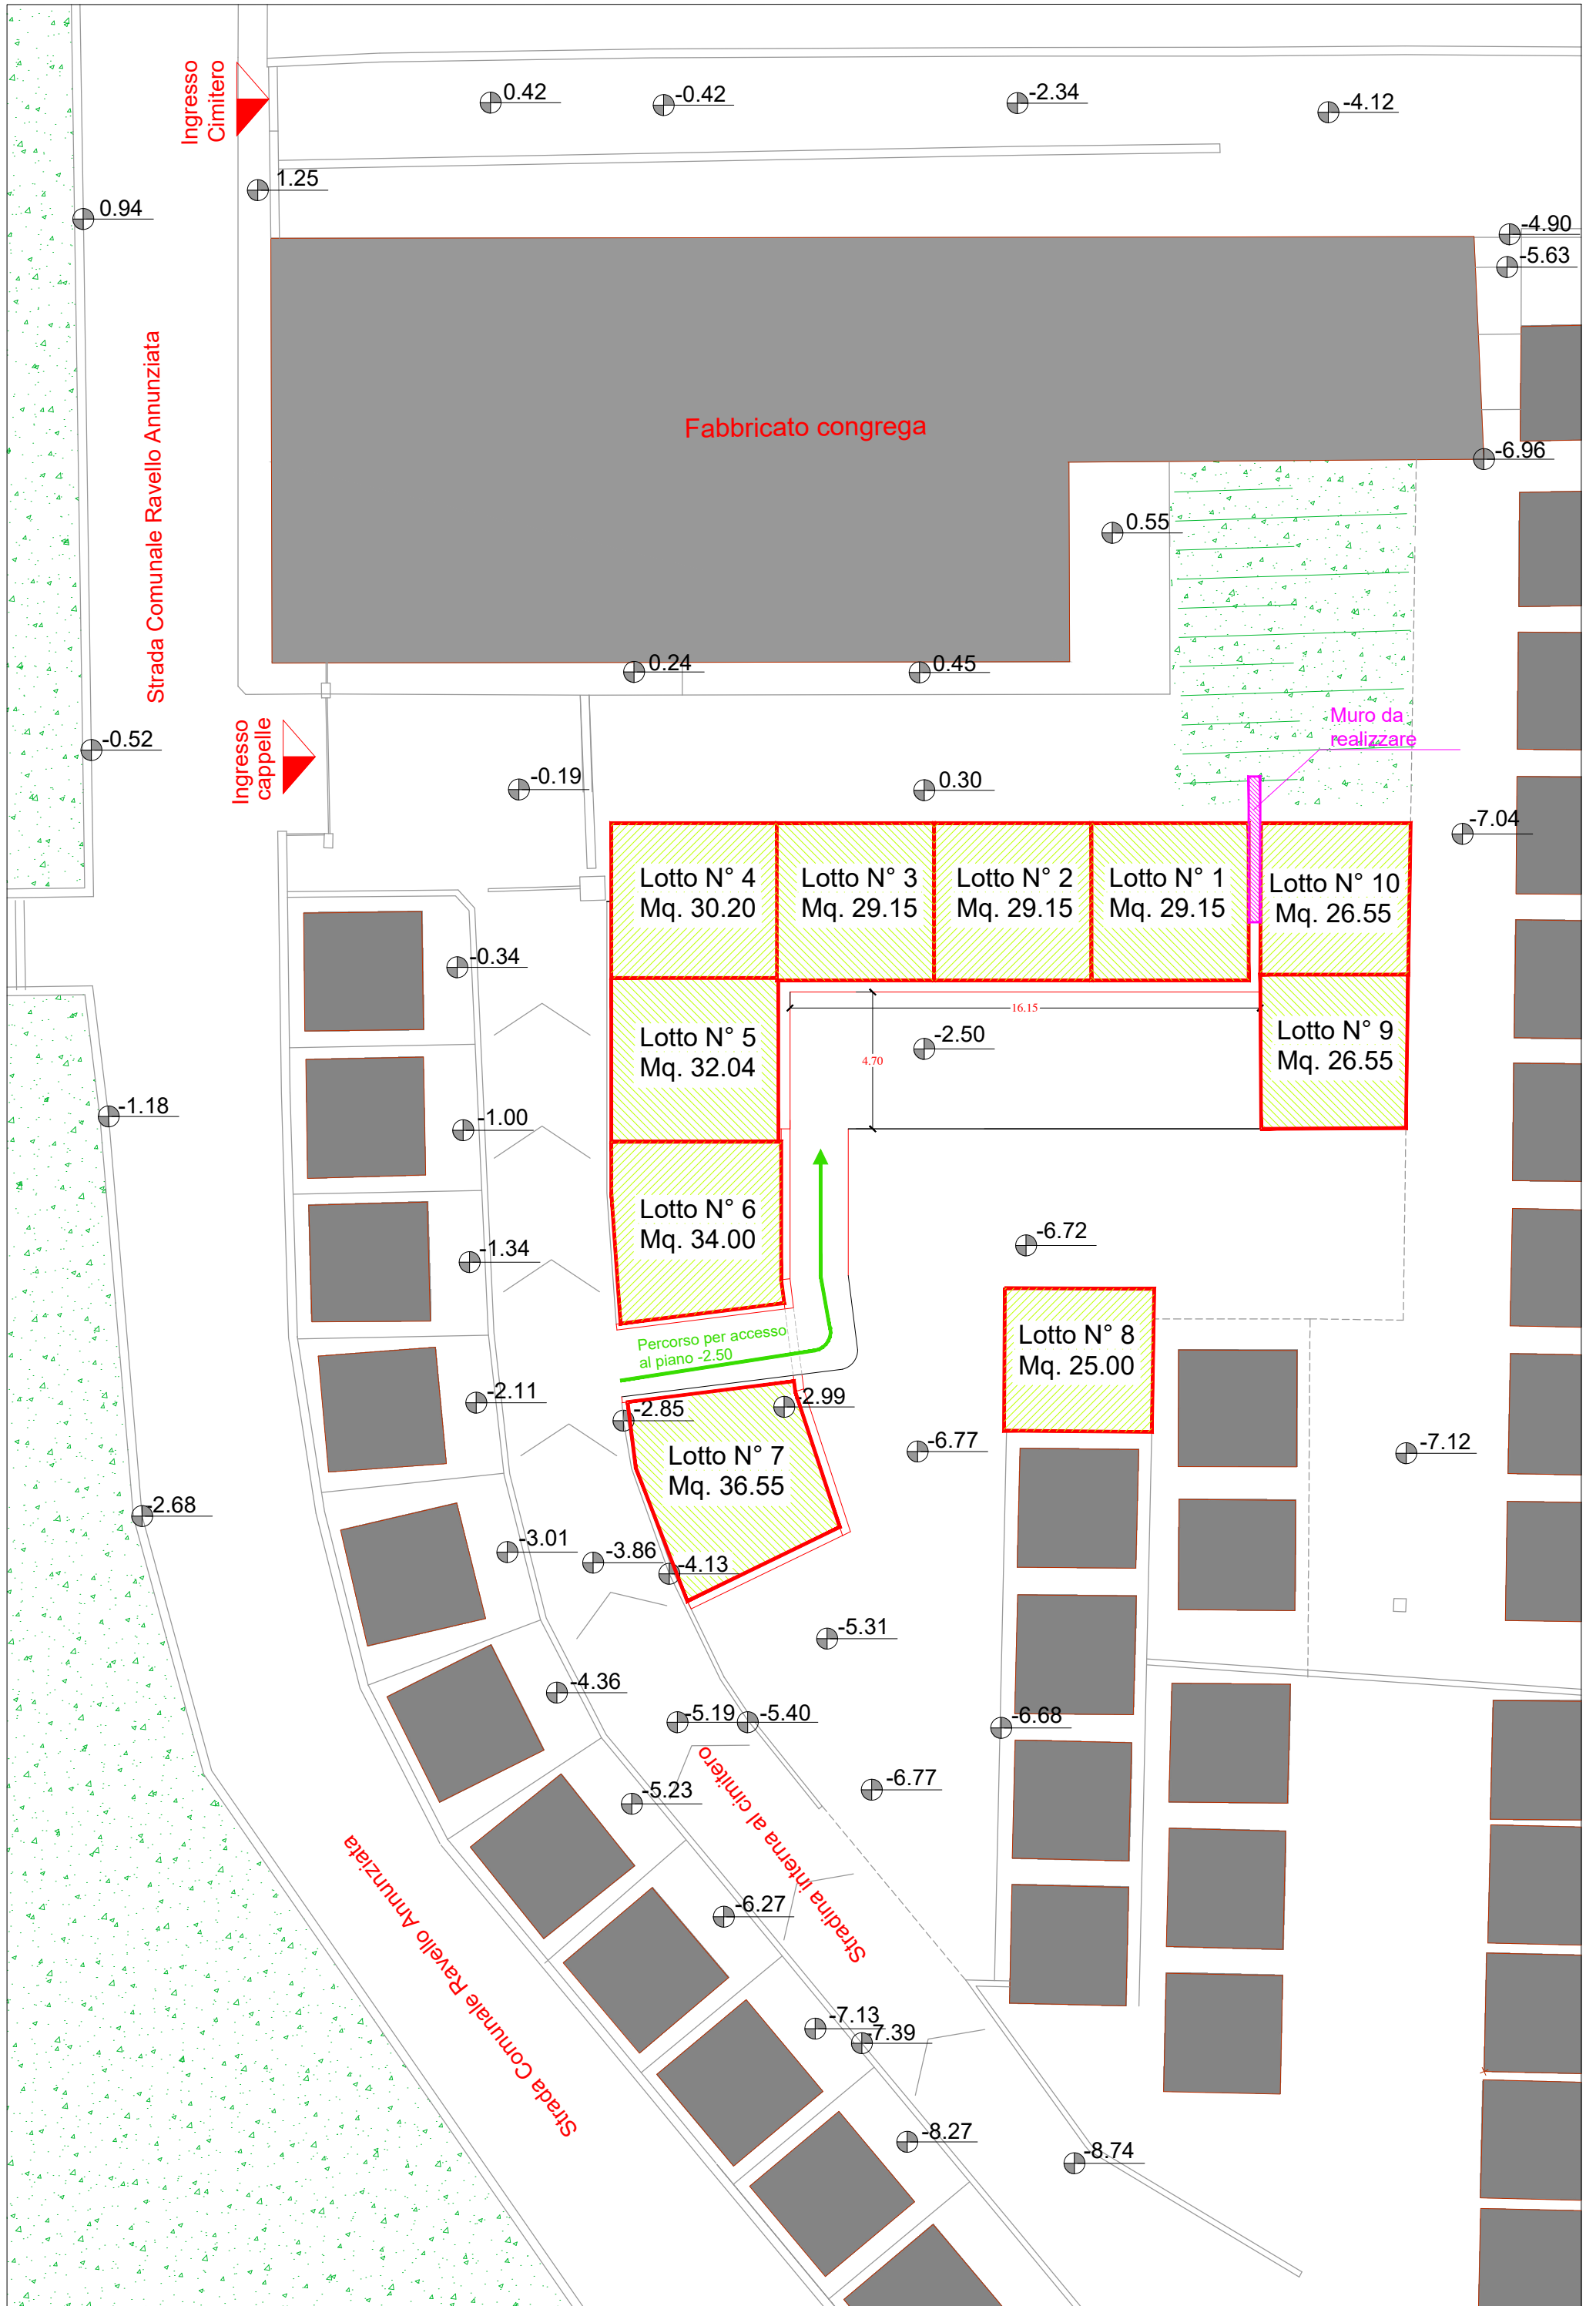 Ingresso
Cimitero
0.42
-0.42
-2.34
-4.12
1.25
0.94
-4.90
-5.63
Strada Comunale Ravello Annunziata
Fabbricato congrega
-6.96
0.55
0.24
0.45
Muro da
realizzare
Ingresso
cappelle
-0.52
-0.19
0.30
-7.04
Lotto N° 4
Mq. 30.20
Lotto N° 3
Mq. 29.15
Lotto N° 2
Mq. 29.15
Lotto N° 1
Mq. 29.15
Lotto N° 10
Mq. 26.55
-0.34
16.15
Lotto N° 5
Mq. 32.04
4.70
-2.50
Lotto N° 9
Mq. 26.55
-1.18
-1.00
Lotto N° 6
Mq. 34.00
-1.34
-6.72
Percorso per accesso
al piano -2.50
Lotto N° 8
Mq. 25.00
-2.11
-2.85
-2.99
Lotto N° 7
Mq. 36.55
-6.77
-7.12
-2.68
-3.01
-3.86
-4.13
-5.31
-4.36
-5.19
-5.40
-6.68
Stradina interna al cimitero
-5.23
-6.77
Strada Comunale Ravello Annunziata
-6.27
-7.13
-7.39
-8.27
-8.74